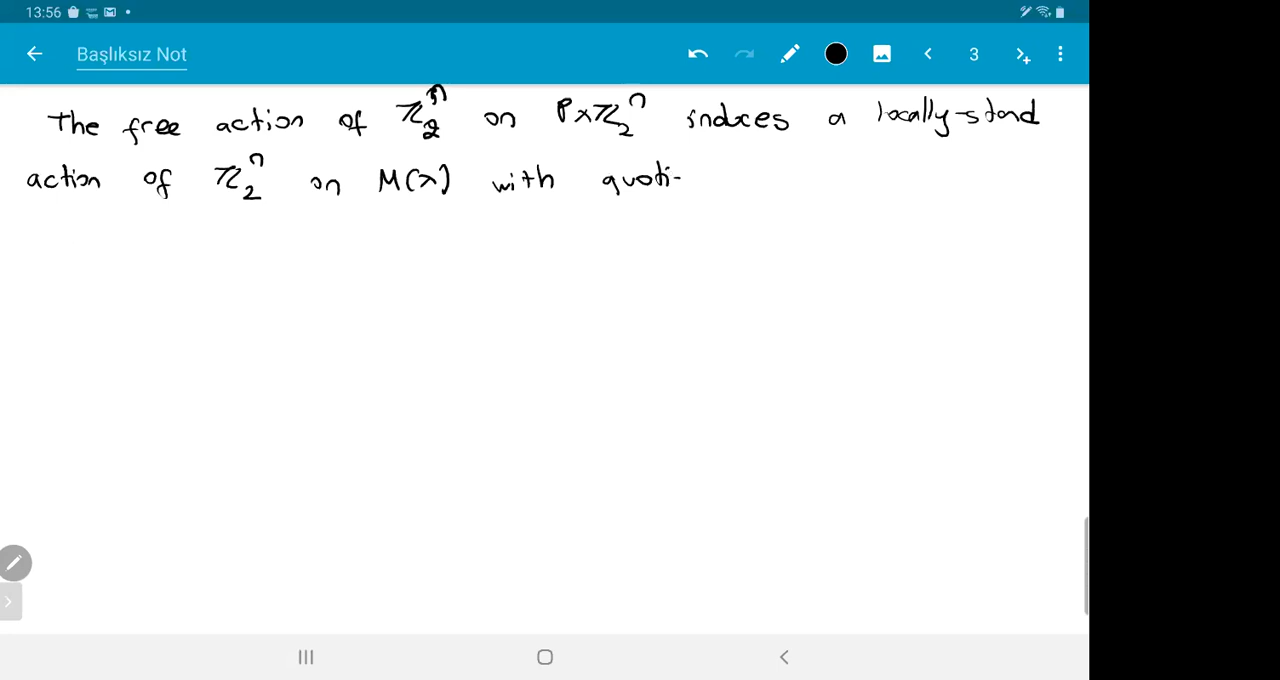 13:56
Başlıksız Not
3
The free action of ℤ₂ⁿ on P×ℤ₂ⁿ induces a locally-stand
action of ℤ₂ⁿ on M(λ) with quoti-